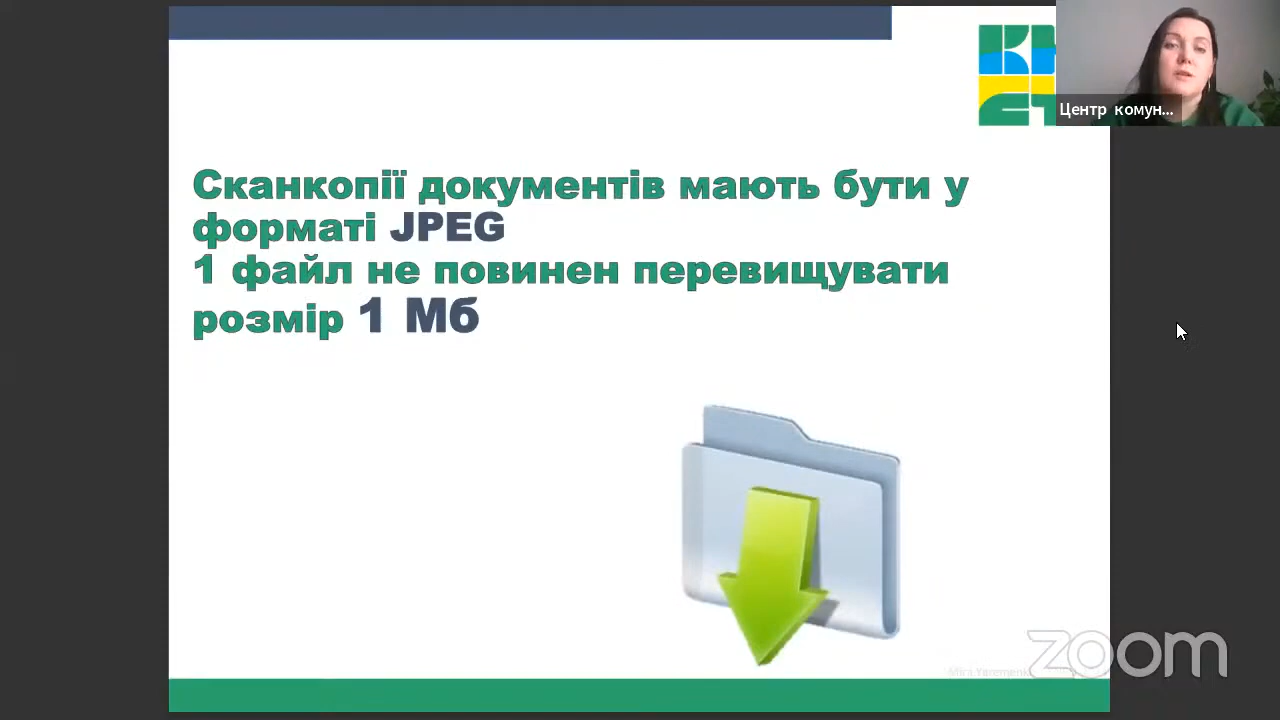 Центр комун...
Сканкопії документів мають бути у
форматі JPEG
1 файл не повинен перевищувати
розмір 1 Мб
zoom